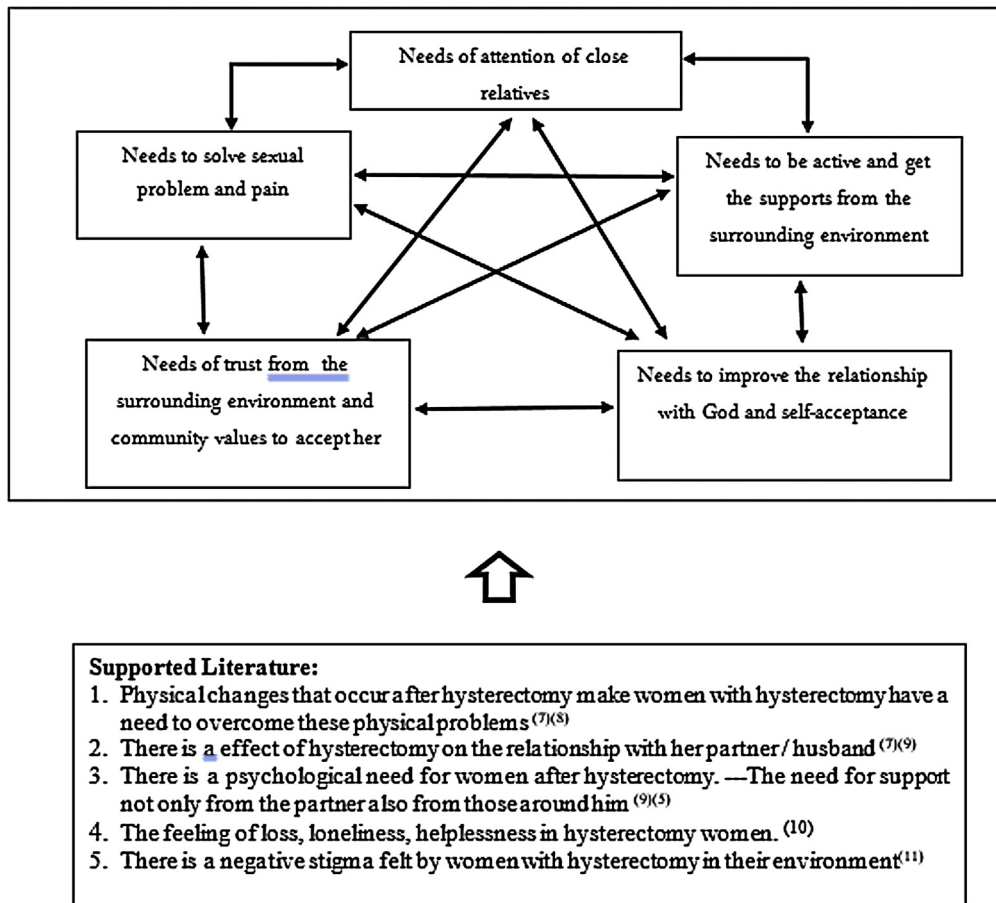 Needs of attention of close
relatives
Needs to solve sexual
problem and pain
Needs to be active and get
the supports from the
surrounding environment
Needs of trust from the
surrounding environment and
community values to accept her
Needs to improve the relationship
with God and self-acceptance
Supported Literature:
1. Physical changes that occur after hysterectomy make women with hysterectomy have a
need to overcome these physical problems (7)(8)
2. There is a effect of hysterectomy on the relationship with her partner / husband (7)(9)
3. There is a psychological need for women after hysterectomy. —The need for support
not only from the partner also from those around him (9)(5)
4. The feeling of loss, loneliness, helplessness in hysterectomy women. (10)
5. There is a negative stigma felt by women with hysterectomy in their environment(11)